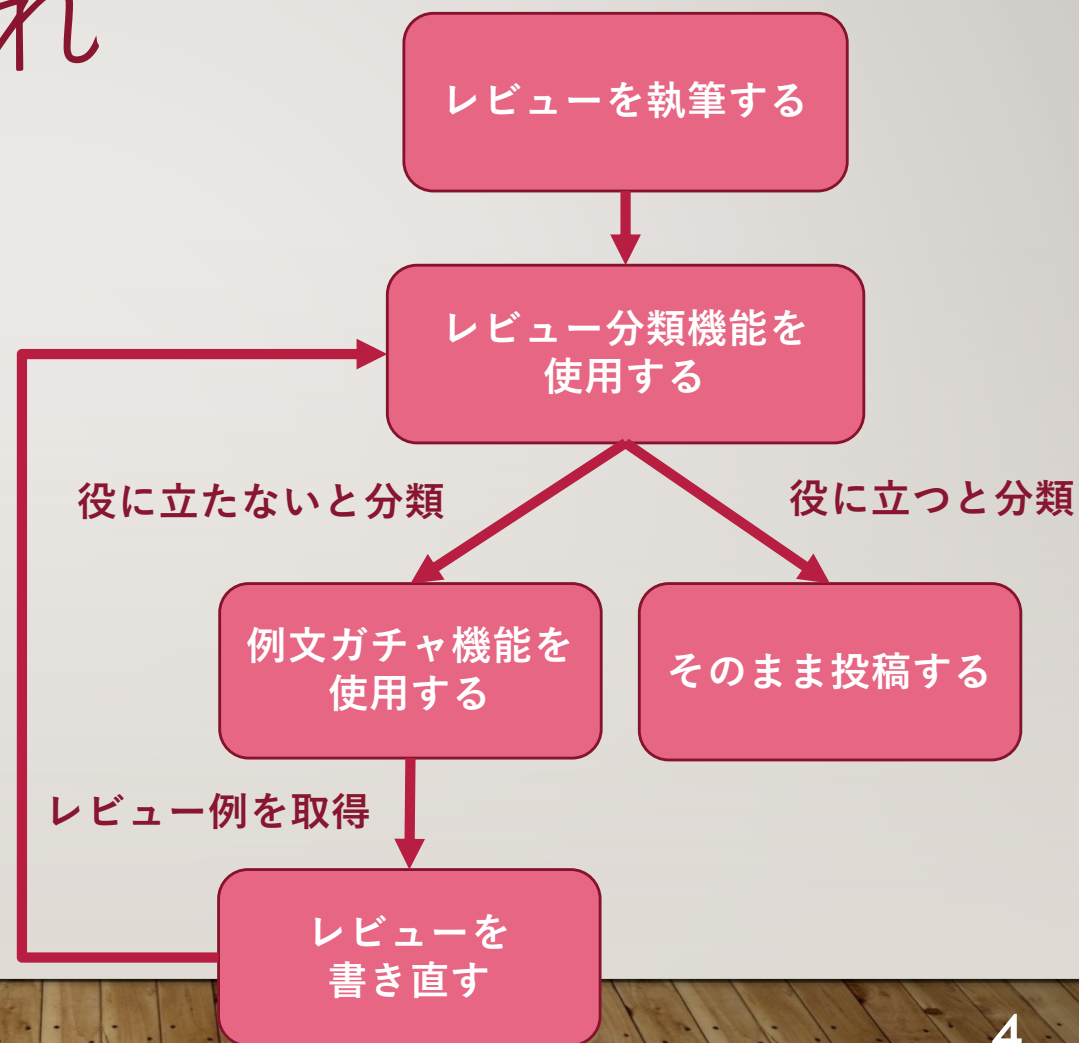 れ
レビューを執筆する
レビュー分類機能を
使用する
役に立たないと分類
役に立つと分類
例文ガチャ機能を
使用する
そのまま投稿する
レビュー例を取得
レビューを
書き直す
4